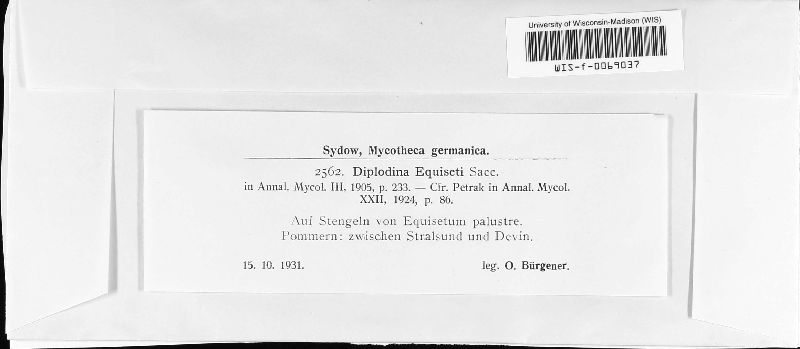 University of Wisconsin-Madison (WIS)
WIS-f-0069037
Sydow, Mycotheca germanica.
2562. Diplodina Equiseti Sacc.
in Annal. Mycol. III, 1905, p. 233. — Cfr. Petrak in Annal. Mycol.
XXII, 1924, p. 86.
Auf Stengeln von Equisetum palustre.
Pommern: zwischen Stralsund und Devin.
15. 10. 1931. leg. O. Bürgener.